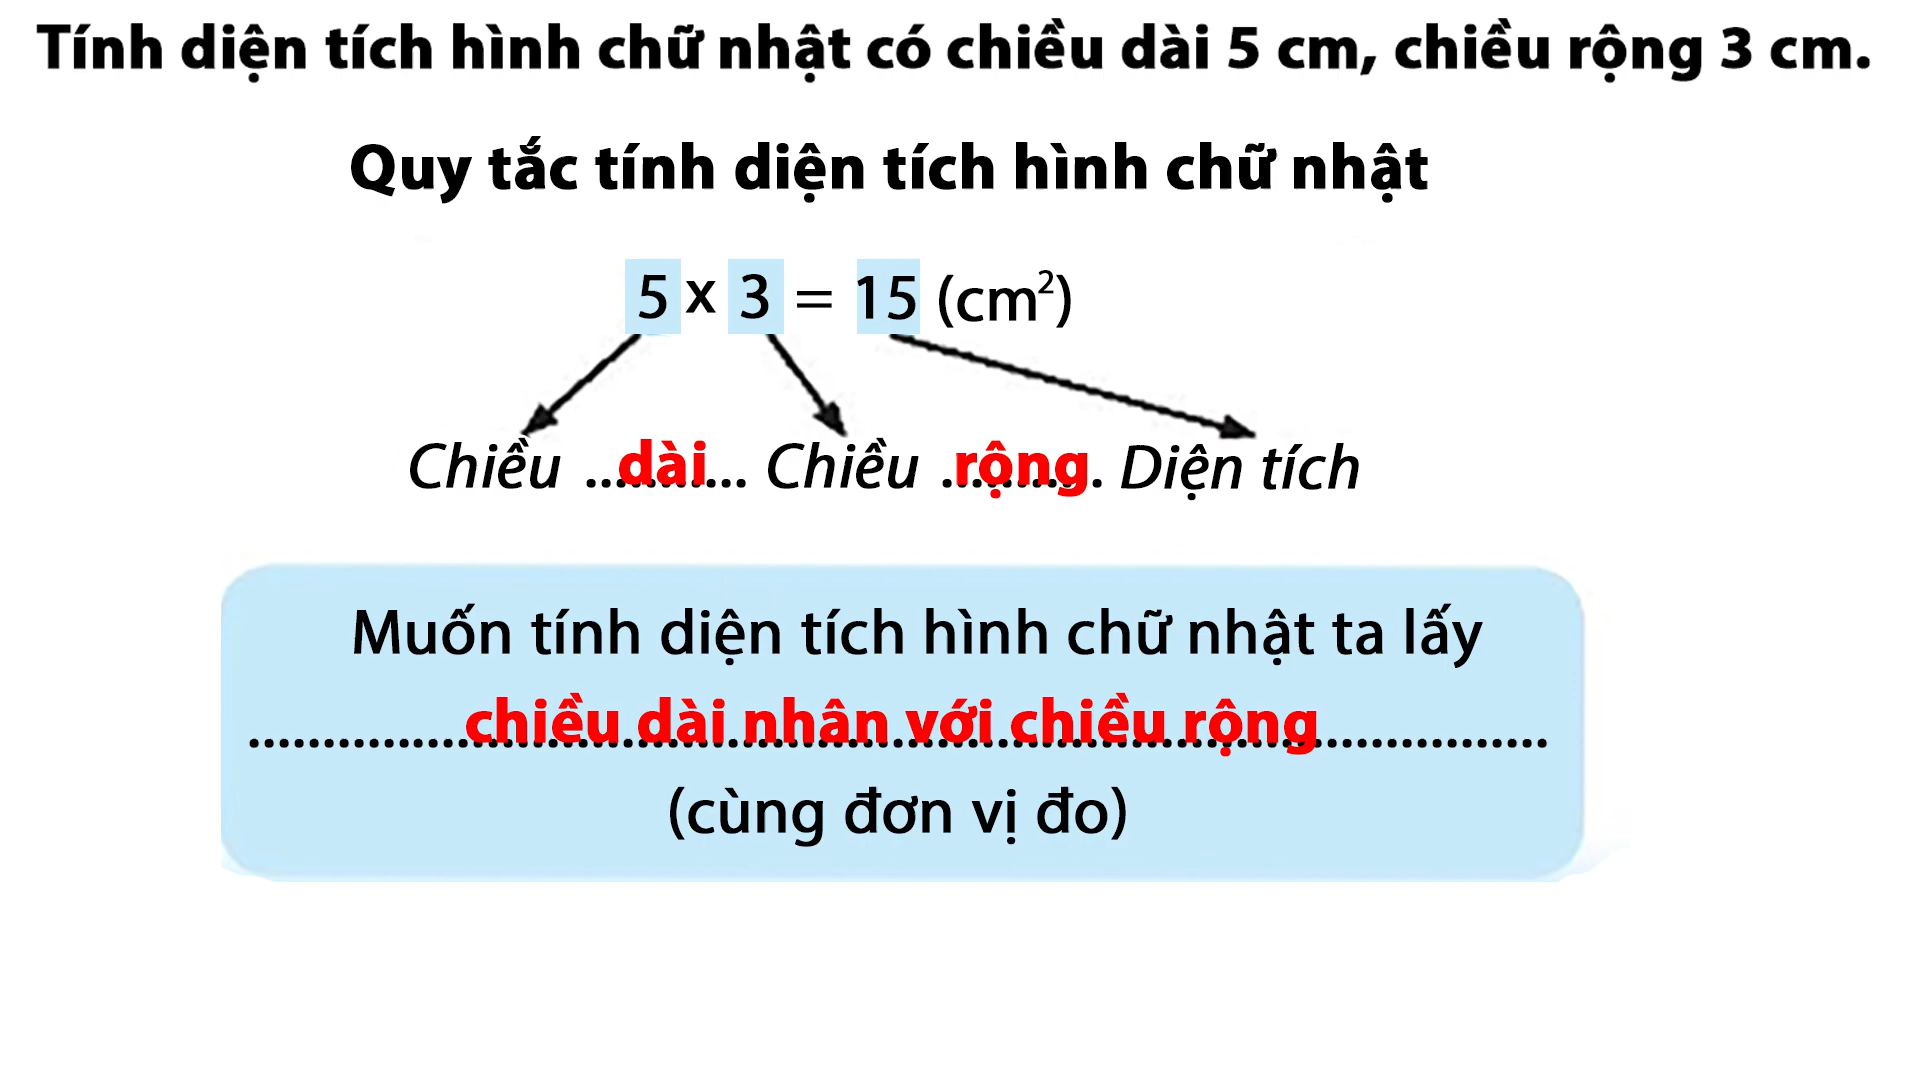 Tính diện tích hình chữ nhật có chiều dài 5 cm, chiều rộng 3 cm.
Quy tắc tính diện tích hình chữ nhật
5 x 3 = 15 (cm²)
Chiều ...dài... Chiều .rộng. Diện tích
Muốn tính diện tích hình chữ nhật ta lấy
...............chiều dài nhân với chiều rộng...............
(cùng đơn vị đo)